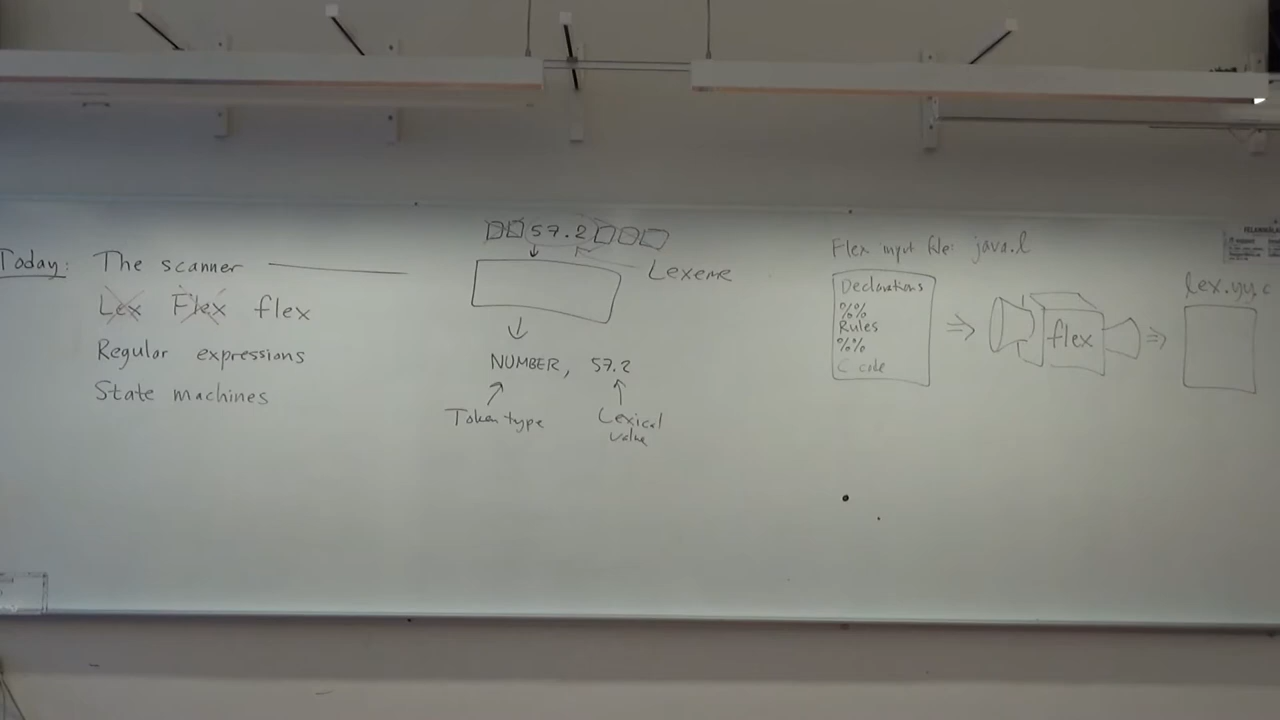 Today: The scanner
Lex Flex flex
Regular expressions
State machines
57.2
Lexeme
NUMBER, 57.2
Token type
Lexical
value
Flex input file: java.l
Declarations
%%
Rules
%%
C code
flex
lex.yy.c